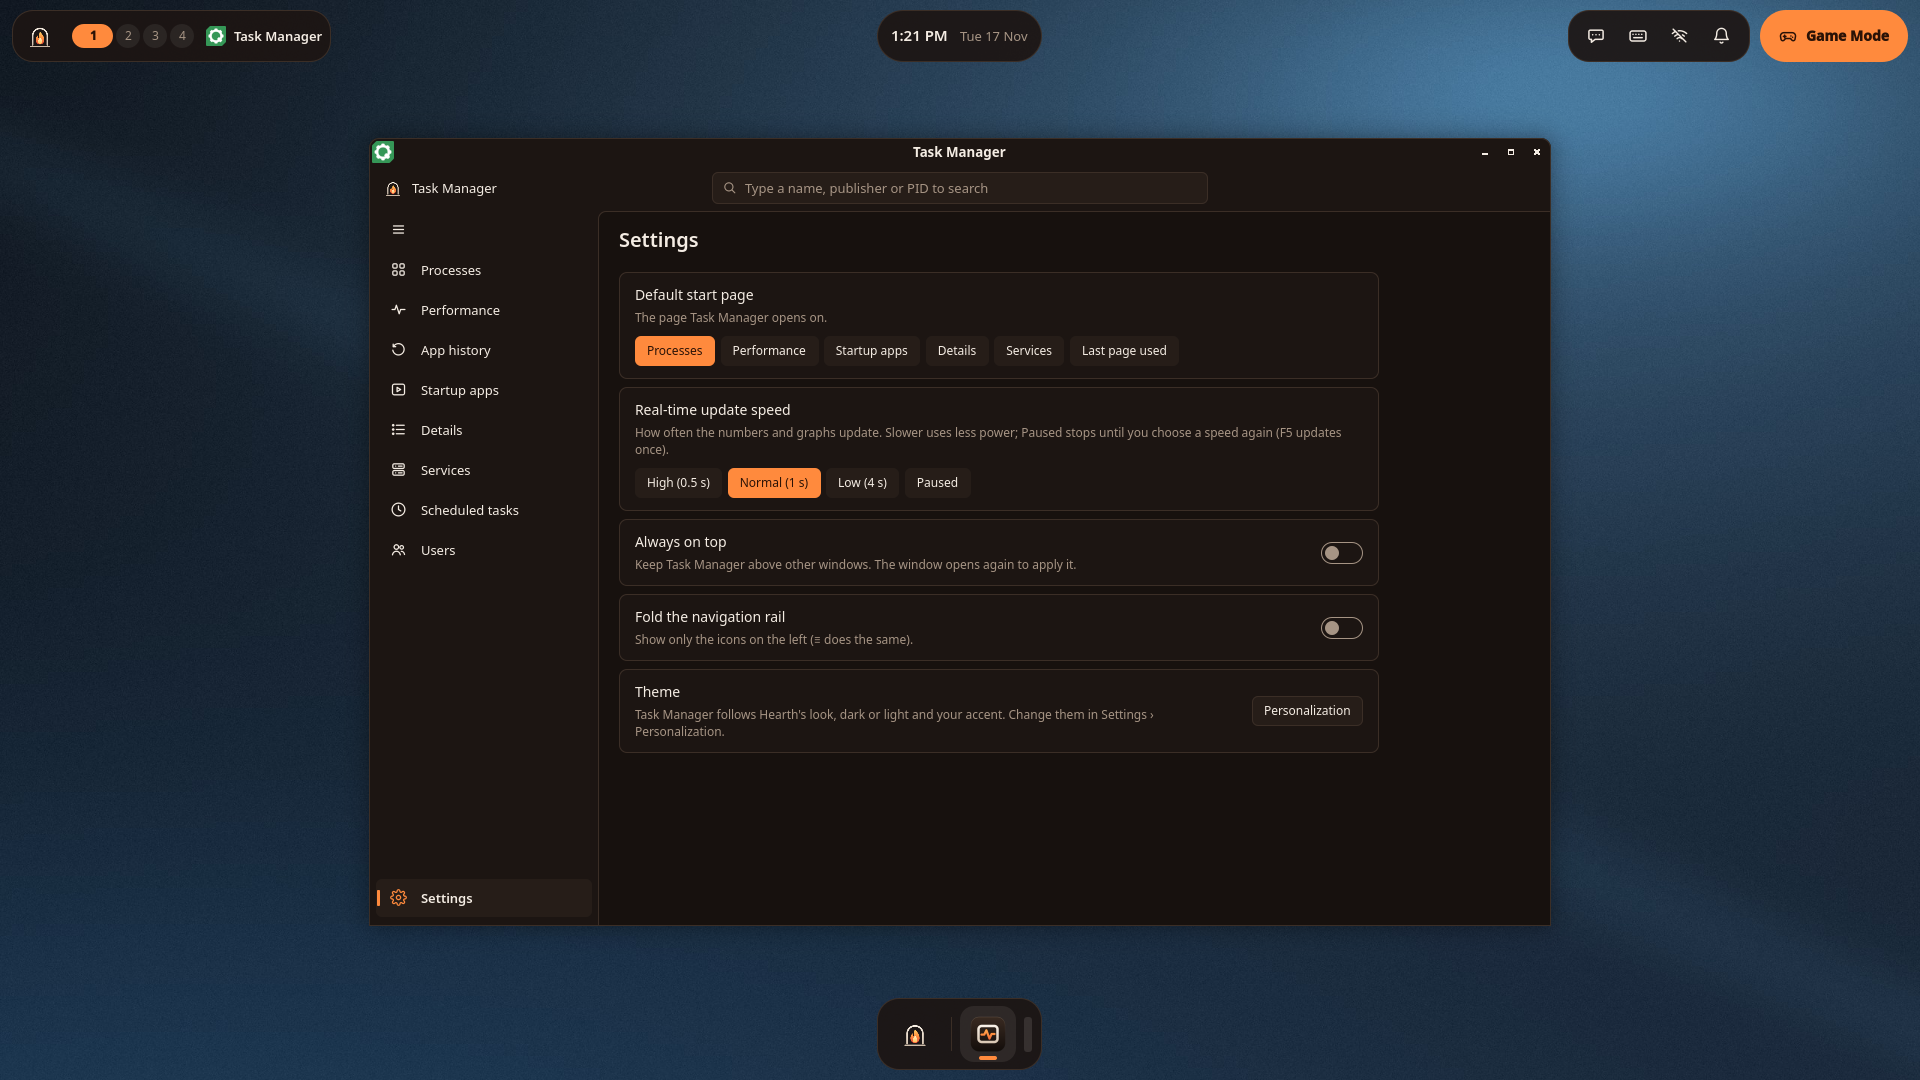 1 2 3 4 Task Manager
1:21 PM Tue 17 Nov
Game Mode
Task Manager
Task Manager
Type a name, publisher or PID to search
Processes
Performance
App history
Startup apps
Details
Services
Scheduled tasks
Users
Settings
Settings
Default start page
The page Task Manager opens on.
Processes Performance Startup apps Details Services Last page used
Real-time update speed
How often the numbers and graphs update. Slower uses less power; Paused stops until you choose a speed again (F5 updates
once).
High (0.5 s) Normal (1 s) Low (4 s) Paused
Always on top
Keep Task Manager above other windows. The window opens again to apply it.
Fold the navigation rail
Show only the icons on the left (≡ does the same).
Theme
Task Manager follows Hearth's look, dark or light and your accent. Change them in Settings ›
Personalization.
Personalization